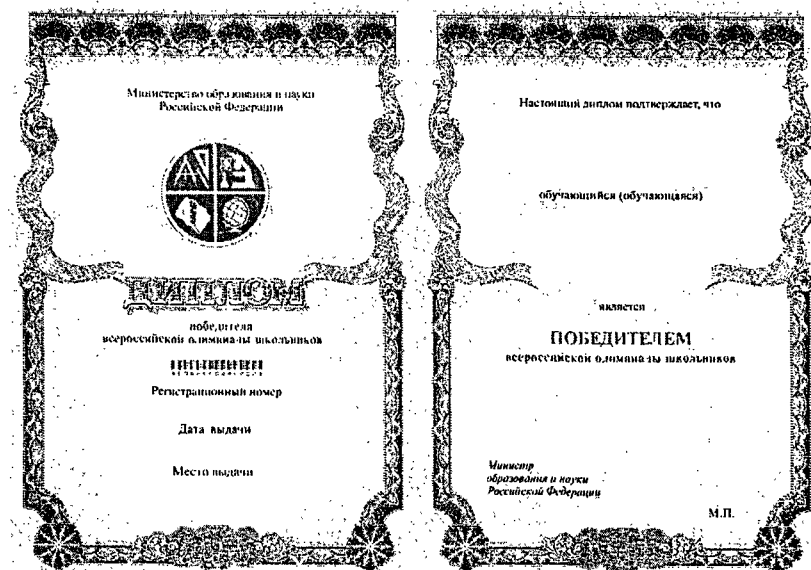 Министерство образования и науки
Российской Федерации
ДИПЛОМ
победителя
всероссийской олимпиады школьников
Регистрационный номер
Дата выдачи
Место выдачи
Настоящий диплом подтверждает, что
обучающийся (обучающаяся)
является
ПОБЕДИТЕЛЕМ
всероссийской олимпиады школьников
Министр
образования и науки
Российской Федерации
М.П.